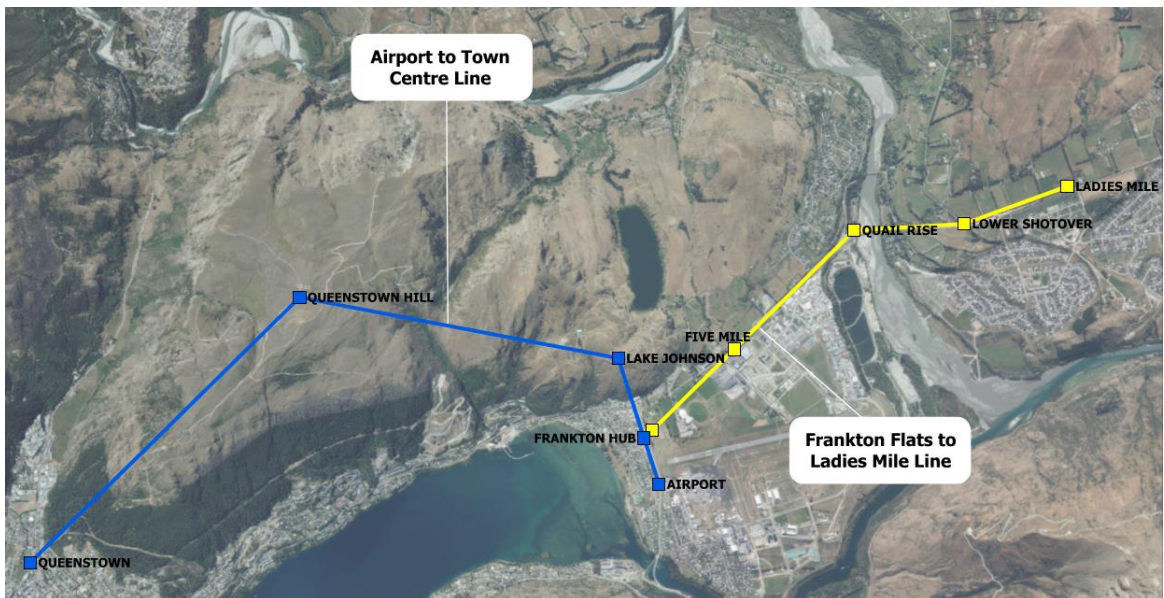 Airport to Town
Centre Line
LADIES MILE
LOWER SHOTOVER
QUAIL RISE
QUEENSTOWN HILL
FIVE MILE
LAKE JOHNSON
FRANKTON HUB
Frankton Flats to
Ladies Mile Line
AIRPORT
QUEENSTOWN